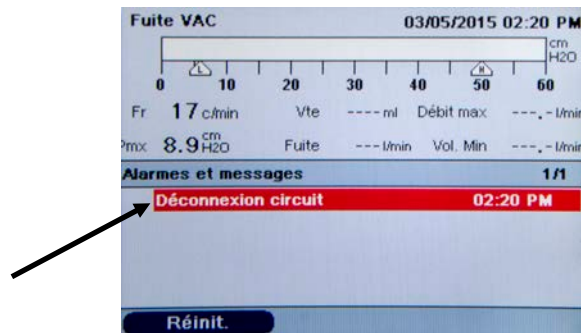 Fuite VAC 03/05/2015 02:20 PM
cm
H2O
L H
0 10 20 30 40 50 60
Fr 17 c/min Vte ---- ml Débit max ---.- l/min
Pmx 8.9 cm H2O Fuite --- l/min Vol. Min ---.- l/min
Alarmes et messages 1/1
Déconnexion circuit 02:20 PM
Réinit.